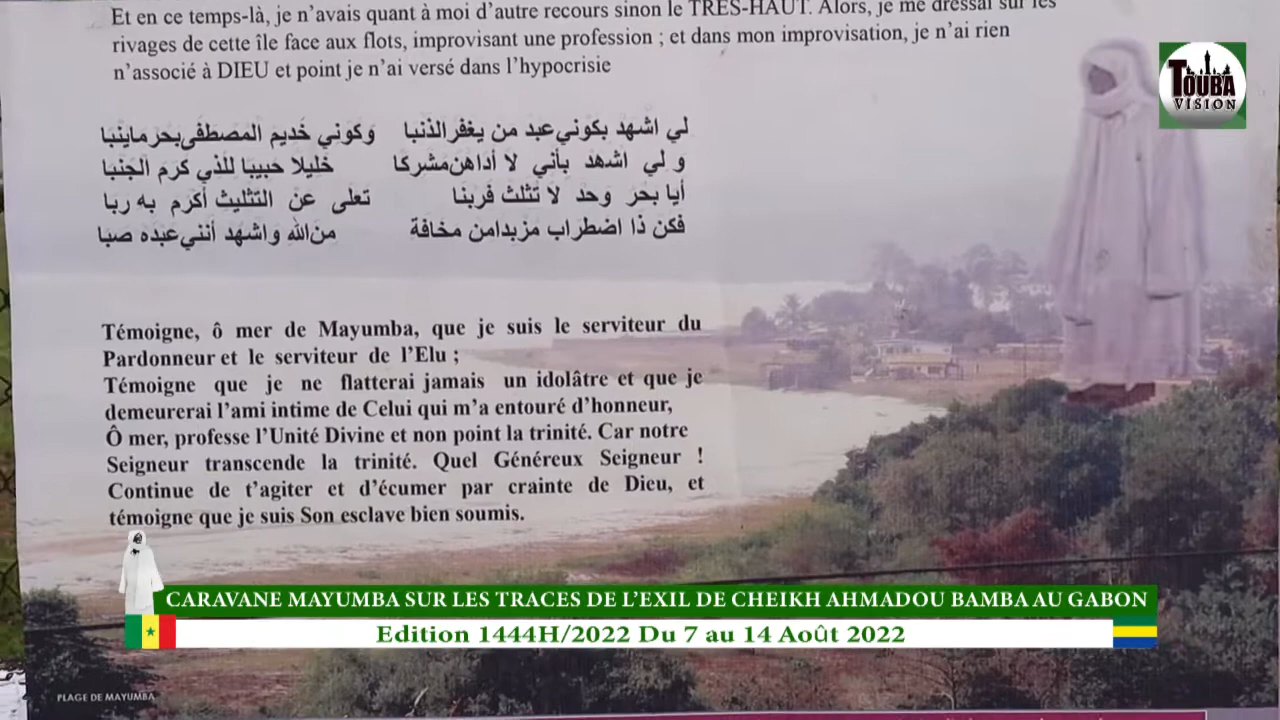 Et en ce temps-là, je n’avais quant à moi d’autre recours sinon le TRES-HAUT. Alors, je me dressai sur les
rivages de cette île face aux flots, improvisant une profession ; et dans mon improvisation, je n’ai rien
n’associé à DIEU et point je n’ai versé dans l’hypocrisie
TOUBA
VISION
لي اشهد بكوني عبد من يغفر الذنبا وكوني خديم المصطفى بحر ماينبا
و لي اشهد بأني لا أداهن مشركا خليلا حبيبا للذي كرم الجنبا
أيا بحر وحد لا تثلث فربنا تعلى عن التثليث أكرم به ربا
فكن ذا اضطراب مزبدا من مخافة من الله واشهد أنني عبده صبا
Témoigne, ô mer de Mayumba, que je suis le serviteur du
Pardonneur et le serviteur de l’Elu ;
Témoigne que je ne flatterai jamais un idolâtre et que je
demeurerai l’ami intime de Celui qui m’a entouré d’honneur,
Ô mer, professe l’Unité Divine et non point la trinité. Car notre
Seigneur transcende la trinité. Quel Généreux Seigneur !
Continue de t’agiter et d’écumer par crainte de Dieu, et
témoigne que je suis Son esclave bien soumis.
CARAVANE MAYUMBA SUR LES TRACES DE L’EXIL DE CHEIKH AHMADOU BAMBA AU GABON
Edition 1444H/2022 Du 7 au 14 Août 2022
PLAGE DE MAYUMBA